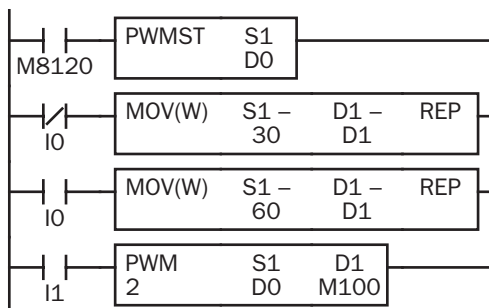 PWMST S1
M8120 D0
MOV(W) S1 – D1 – REP
I0 30 D1
MOV(W) S1 – D1 – REP
I0 60 D1
PWM S1 D1
I1 2 D0 M100